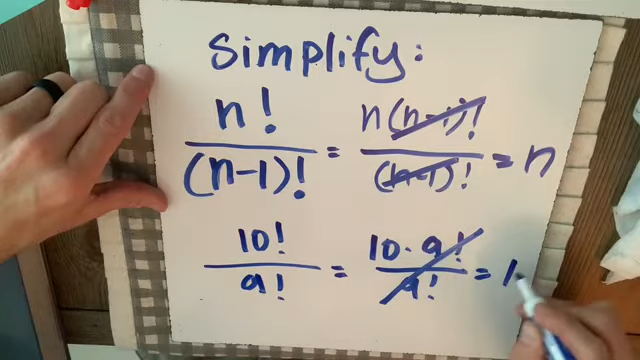 Simplify:
n! / (n-1)! = n(n-1)! / (n-1)! = n
10! / 9! = 10·9! / 9! = 1